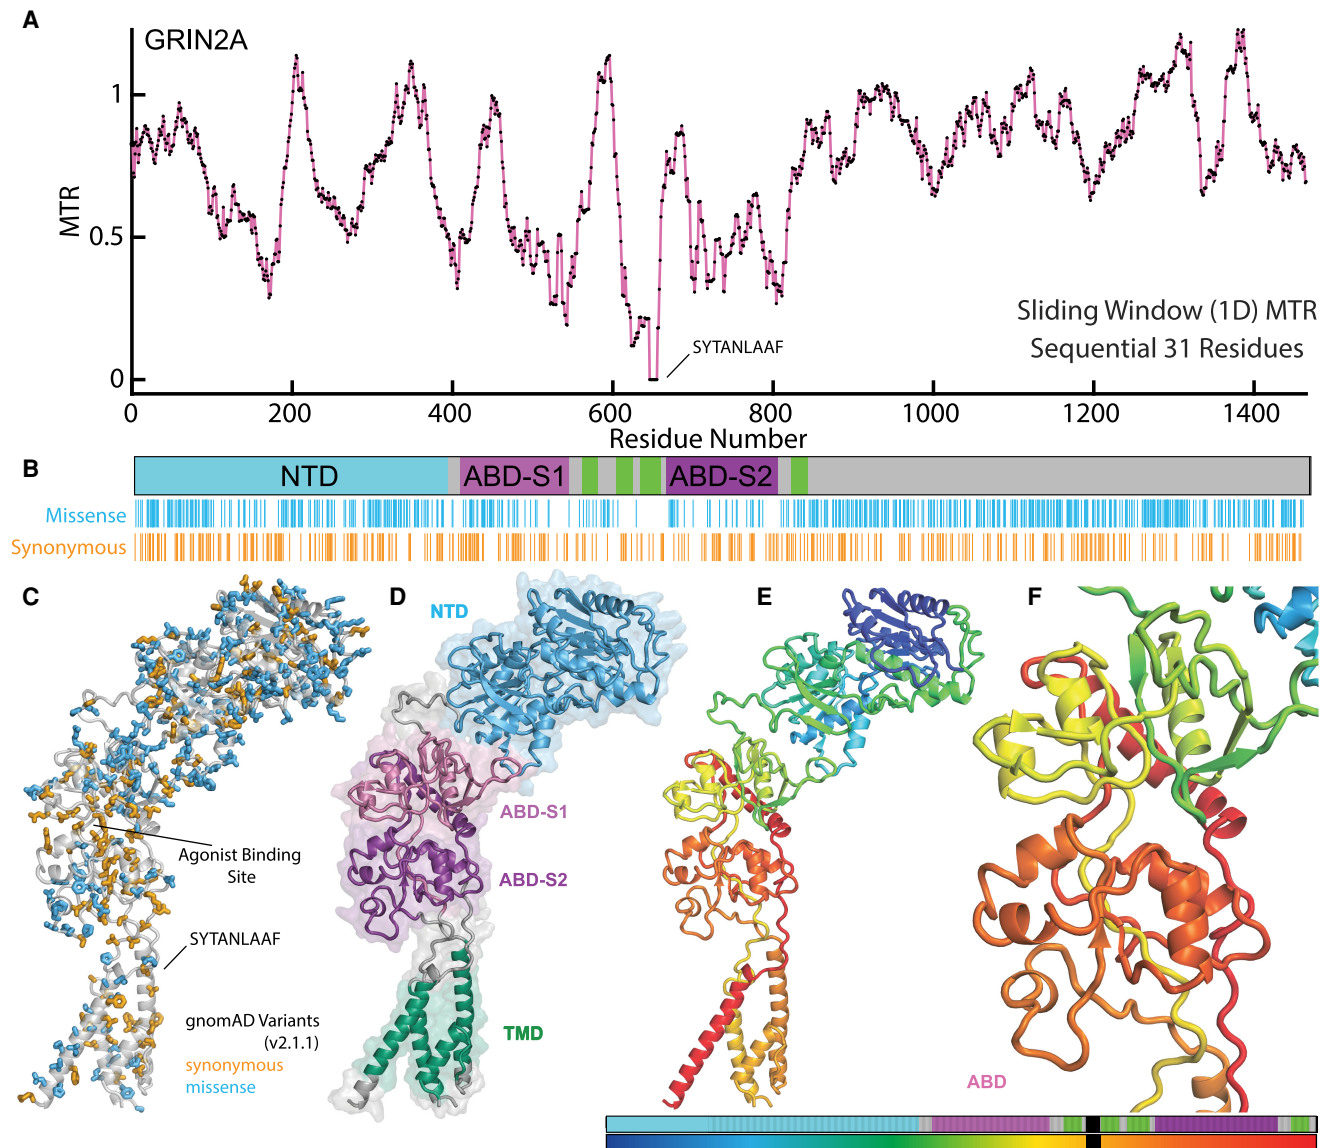 A
GRIN2A
1
0.5
0
MTR
SYTANLAAF
Sliding Window (1D) MTR
Sequential 31 Residues
0 200 400 600 800 1000 1200 1400
Residue Number
B
NTD ABD-S1 ABD-S2
Missense
Synonymous
C
Agonist Binding
Site
SYTANLAAF
gnomAD Variants
(v2.1.1)
synonymous
missense
D
NTD
ABD-S1
ABD-S2
TMD
E
F
ABD